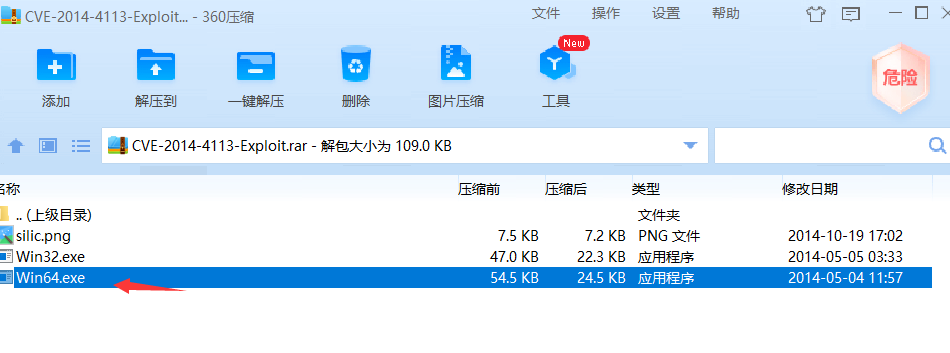 CVE-2014-4113-Exploit... - 360压缩 文件 操作 设置 帮助
New
添加 解压到 一键解压 删除 图片压缩 工具 危险
CVE-2014-4113-Exploit.rar - 解包大小为 109.0 KB
名称 压缩前 压缩后 类型 修改日期
.. (上级目录) 文件夹
silic.png 7.5 KB 7.2 KB PNG 文件 2014-10-19 17:02
Win32.exe 47.0 KB 22.3 KB 应用程序 2014-05-05 03:33
Win64.exe 54.5 KB 24.5 KB 应用程序 2014-05-04 11:57